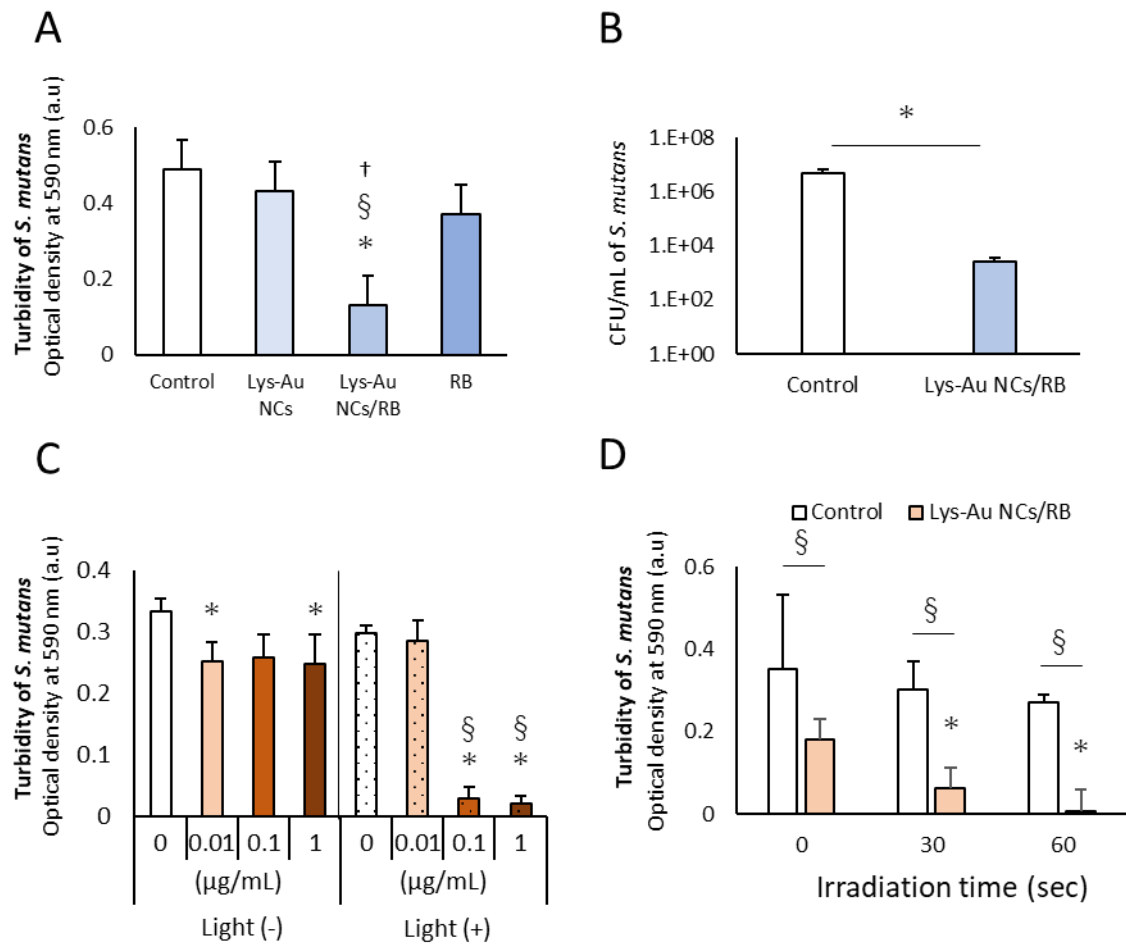 A
Turbidity of S. mutans
Optical density at 590 nm (a.u)
0.6
0.4
0.2
0
†
§
*
Control
Lys-Au
NCs
Lys-Au
NCs/RB
RB
B
CFU/mL of S. mutans
1.E+08
1.E+06
1.E+04
1.E+02
1.E+00
*
Control
Lys-Au NCs/RB
C
Turbidity of S. mutans
Optical density at 590 nm (a.u)
0.4
0.3
0.2
0.1
0
*
*
§
*
§
*
0 0.01 0.1 1 0 0.01 0.1 1
(µg/mL) (µg/mL)
Light (-) Light (+)
D
Control Lys-Au NCs/RB
Turbidity of S. mutans
Optical density at 590 nm (a.u)
0.6
0.4
0.2
0
§
§
*
§
*
0 30 60
Irradiation time (sec)